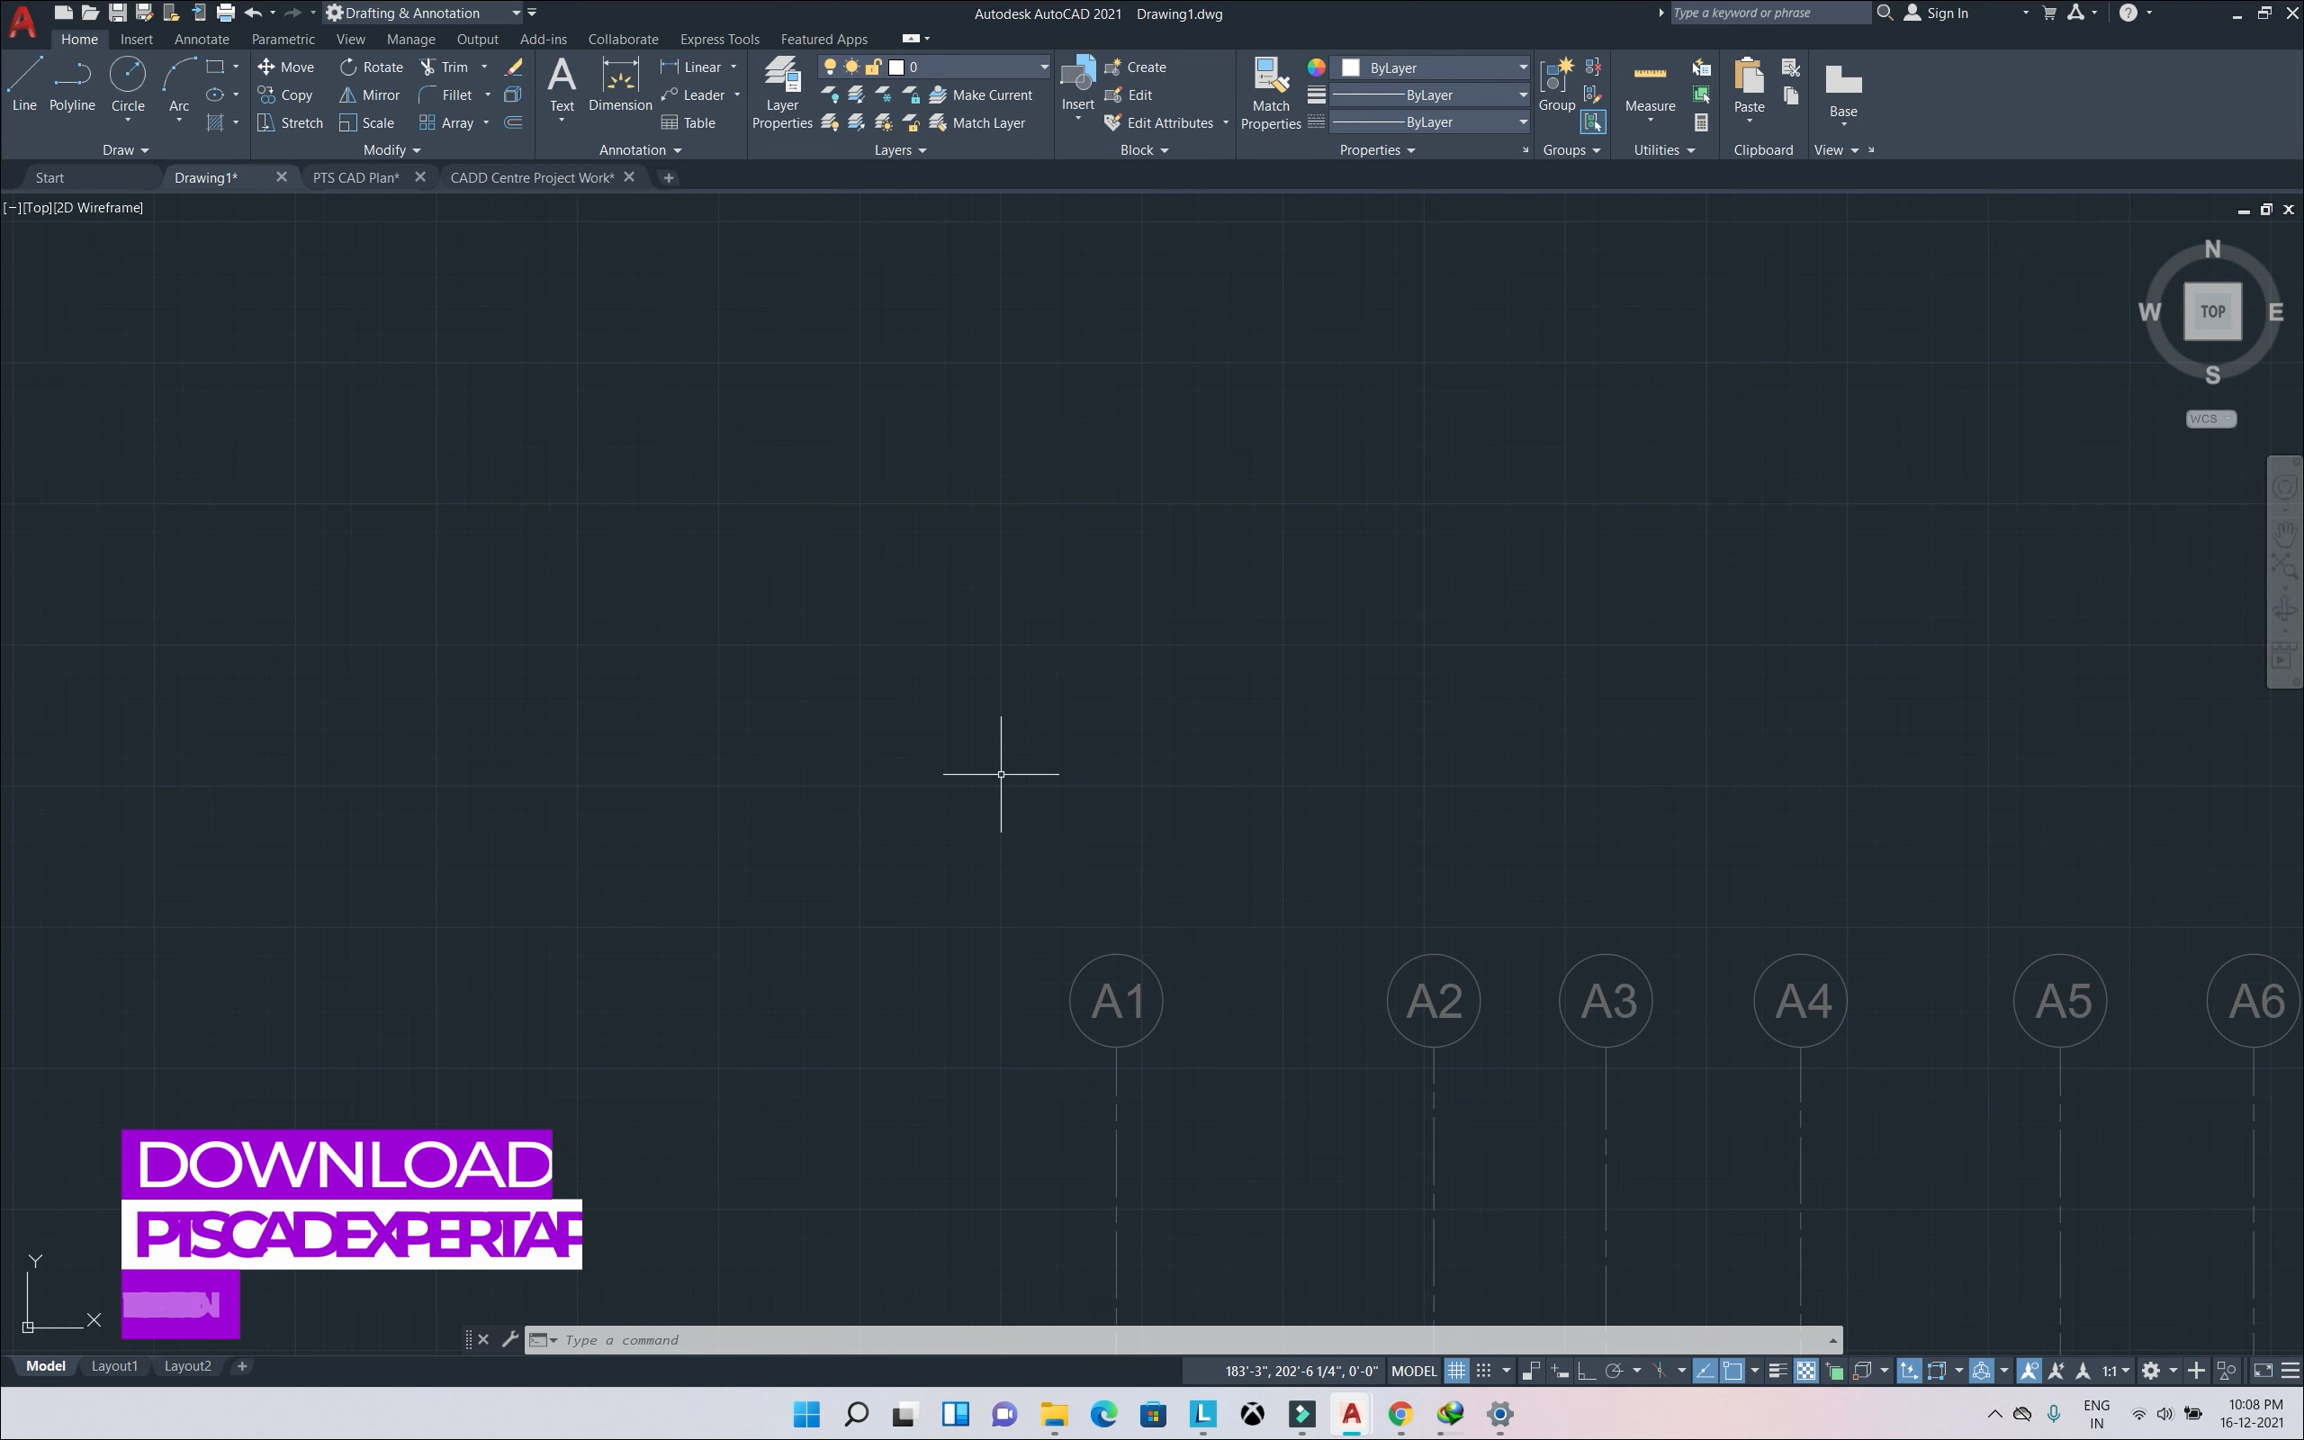 Drafting & Annotation
Autodesk AutoCAD 2021 Drawing1.dwg
Type a keyword or phrase
Sign In
Home Insert Annotate Parametric View Manage Output Add-ins Collaborate Express Tools Featured Apps
Line Polyline Circle Arc
Move Rotate Trim
Copy Mirror Fillet
Stretch Scale Array
Text Dimension
Linear
Leader
Table
Layer Properties
0
Make Current
Match Layer
Insert
Create
Edit
Edit Attributes
Match Properties
ByLayer
ByLayer
ByLayer
Group
Measure
Paste
Base
Draw Modify Annotation Layers Block Properties Groups Utilities Clipboard View
Start Drawing1* PTS CAD Plan* CADD Centre Project Work*
[−][Top][2D Wireframe]
N
W TOP E
S
WCS
A1 A2 A3 A4 A5 A6
DOWNLOAD
PTSCADEXPERTAP
Y
X
Type a command
Model Layout1 Layout2
183'-3", 202'-6 1/4", 0'-0" MODEL
1:1
ENG
IN
10:08 PM
16-12-2021